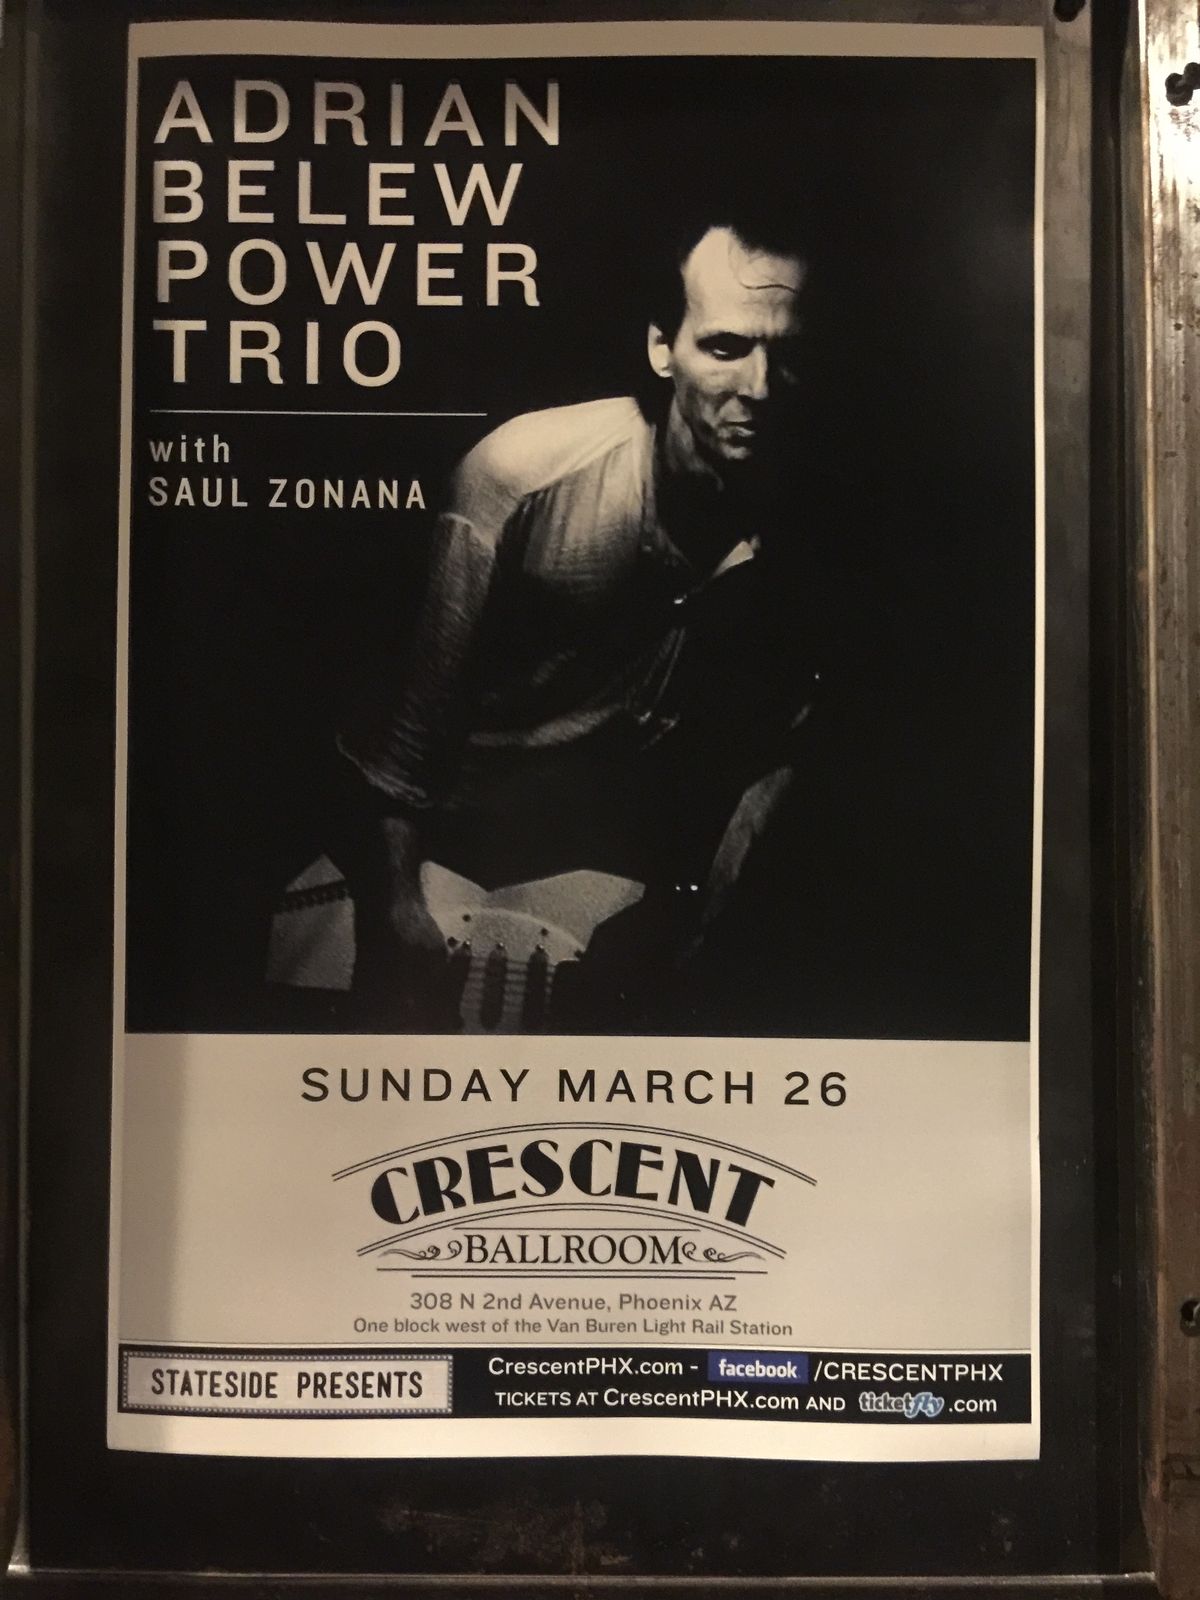 ADRIAN
BELEW
POWER
TRIO
with
SAUL ZONANA
SUNDAY MARCH 26
CRESCENT
BALLROOM
308 N 2nd Avenue, Phoenix AZ
One block west of the Van Buren Light Rail Station
STATESIDE PRESENTS
CrescentPHX.com - facebook /CRESCENTPHX
TICKETS AT CrescentPHX.com AND ticketfly.com